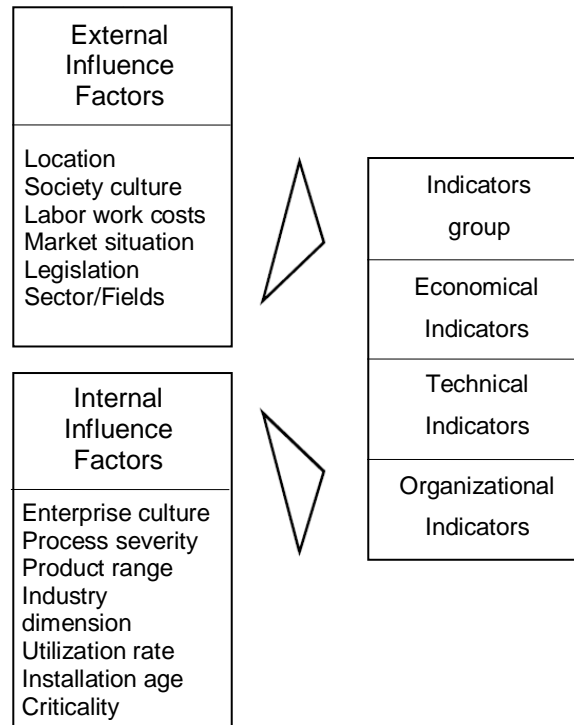 External
Influence
Factors
Location
Society culture
Labor work costs
Market situation
Legislation
Sector/Fields
Internal
Influence
Factors
Enterprise culture
Process severity
Product range
Industry
dimension
Utilization rate
Installation age
Criticality
Indicators
group
Economical
Indicators
Technical
Indicators
Organizational
Indicators